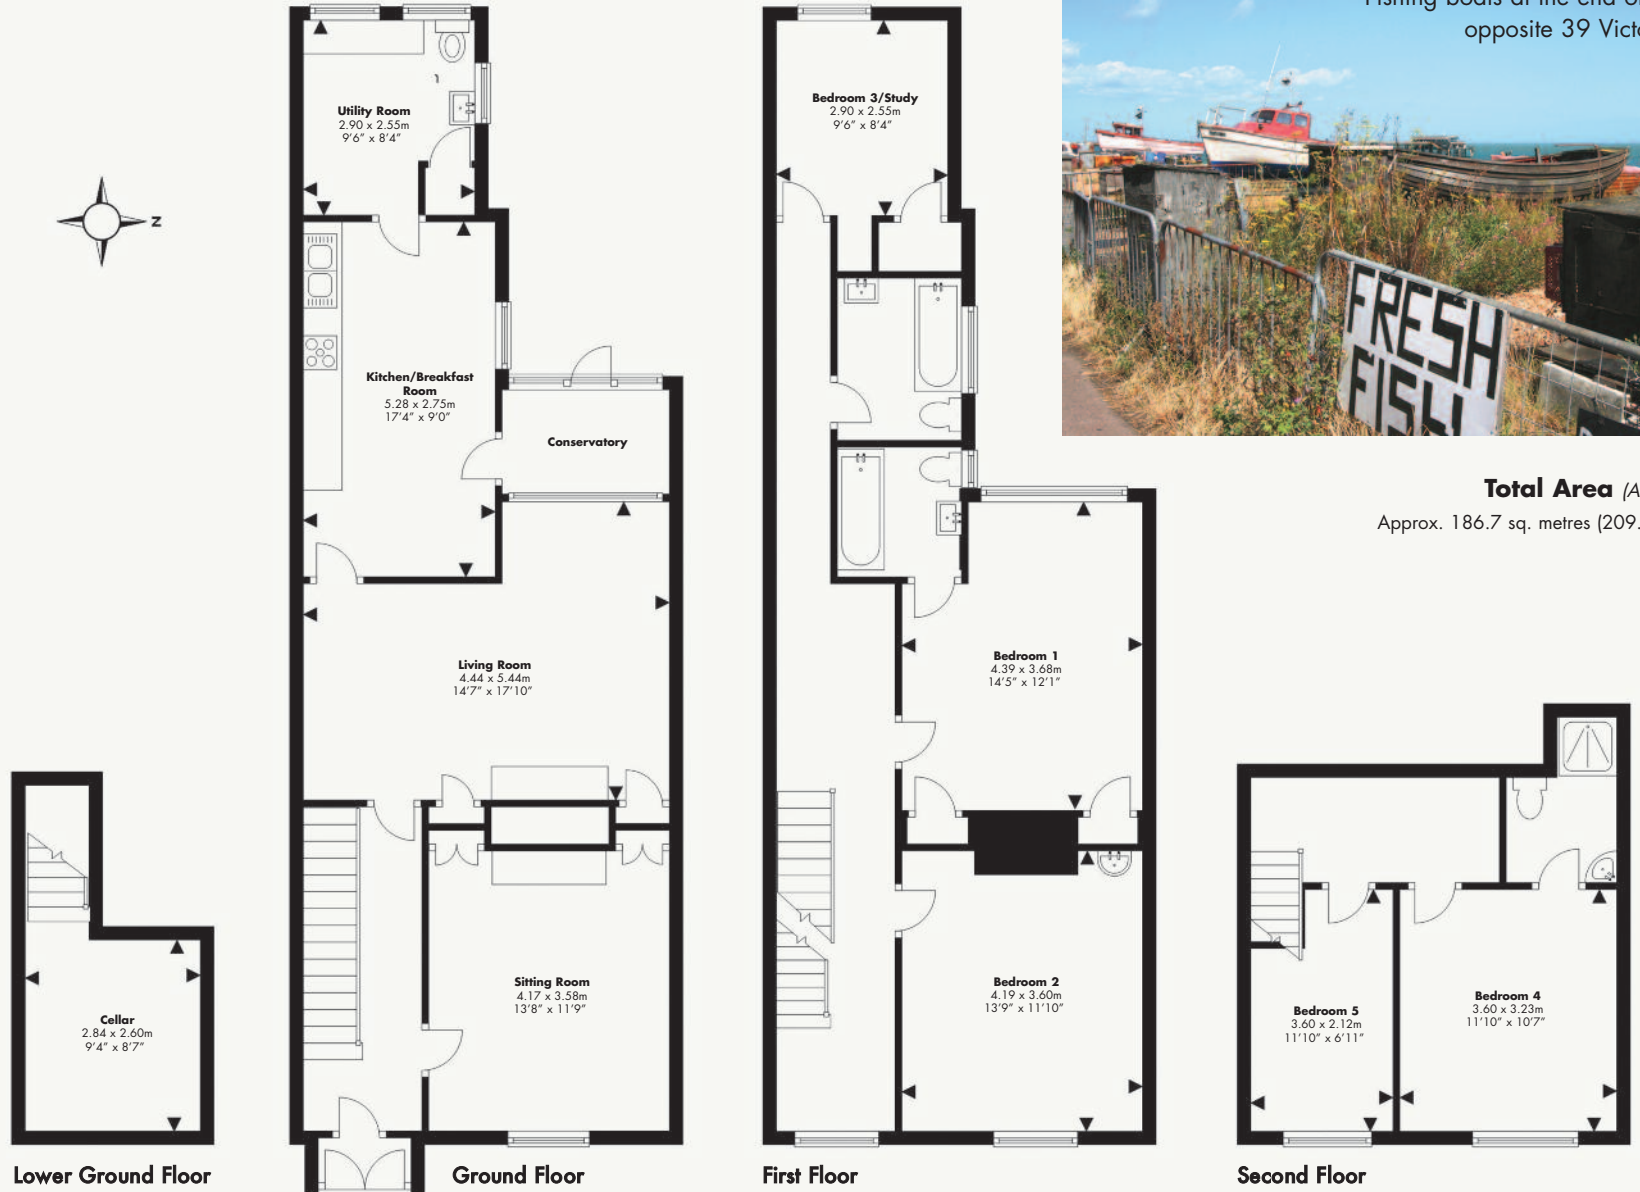 Fishing boats at the end
opposite 39
Utility Room
2.90 x 2.55m
9'6" x 8'4"
N
Kitchen/Breakfast
Room
5.28 x 2.75m
17'4" x 9'0"
Conservatory
Living Room
4.44 x 5.44m
14'7" x 17'10"
Sitting Room
4.17 x 3.58m
13'8" x 11'9"
Cellar
2.84 x 2.60m
9'4" x 8'7"
Bedroom 3/Study
2.90 x 2.55m
9'6" x 8'4"
Bedroom 1
4.39 x 3.68m
14'5" x 12'1"
Bedroom 2
4.19 x 3.60m
13'9" x 11'10"
FRESH
FISH
Total Area
Approx. 186.7 sq. metres (209.
Bedroom 5
3.60 x 2.12m
11'10" x 6'11"
Bedroom 4
3.60 x 3.23m
11'10" x 10'7"
Lower Ground Floor
Ground Floor
First Floor
Second Floor